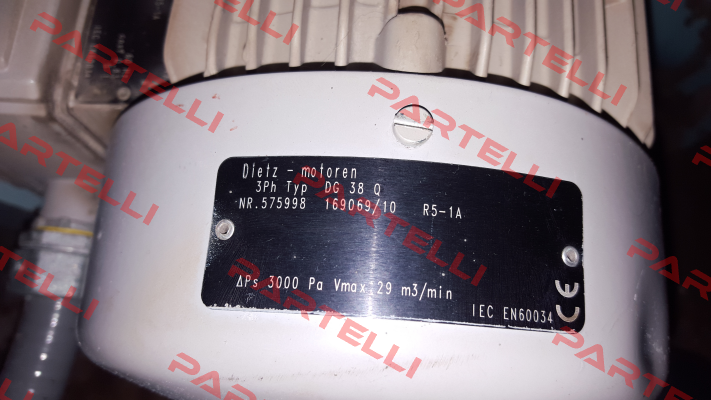 Dietz - motoren
3Ph Typ DG 38 Q
NR.575998 169069/10 R5-1A
ΔPs 3000 Pa Vmax 29 m3/min
IEC EN60034
CE
PARTELLI
PARTELLI
PARTELLI
PARTELLI
PARTELLI
PARTELLI
PARTELLI
PARTELLI